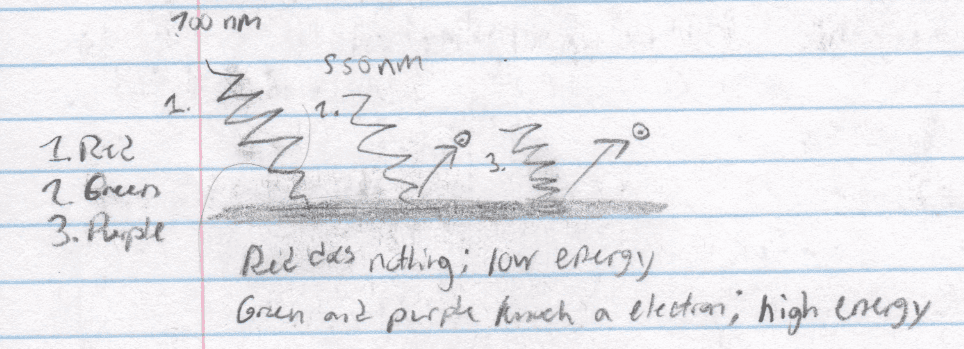 700 nm
550nm
1.
2.
3.
1. Red
2 Green
3. Purple
Red does nothing; low energy
Green and purple knock a electron; high energy